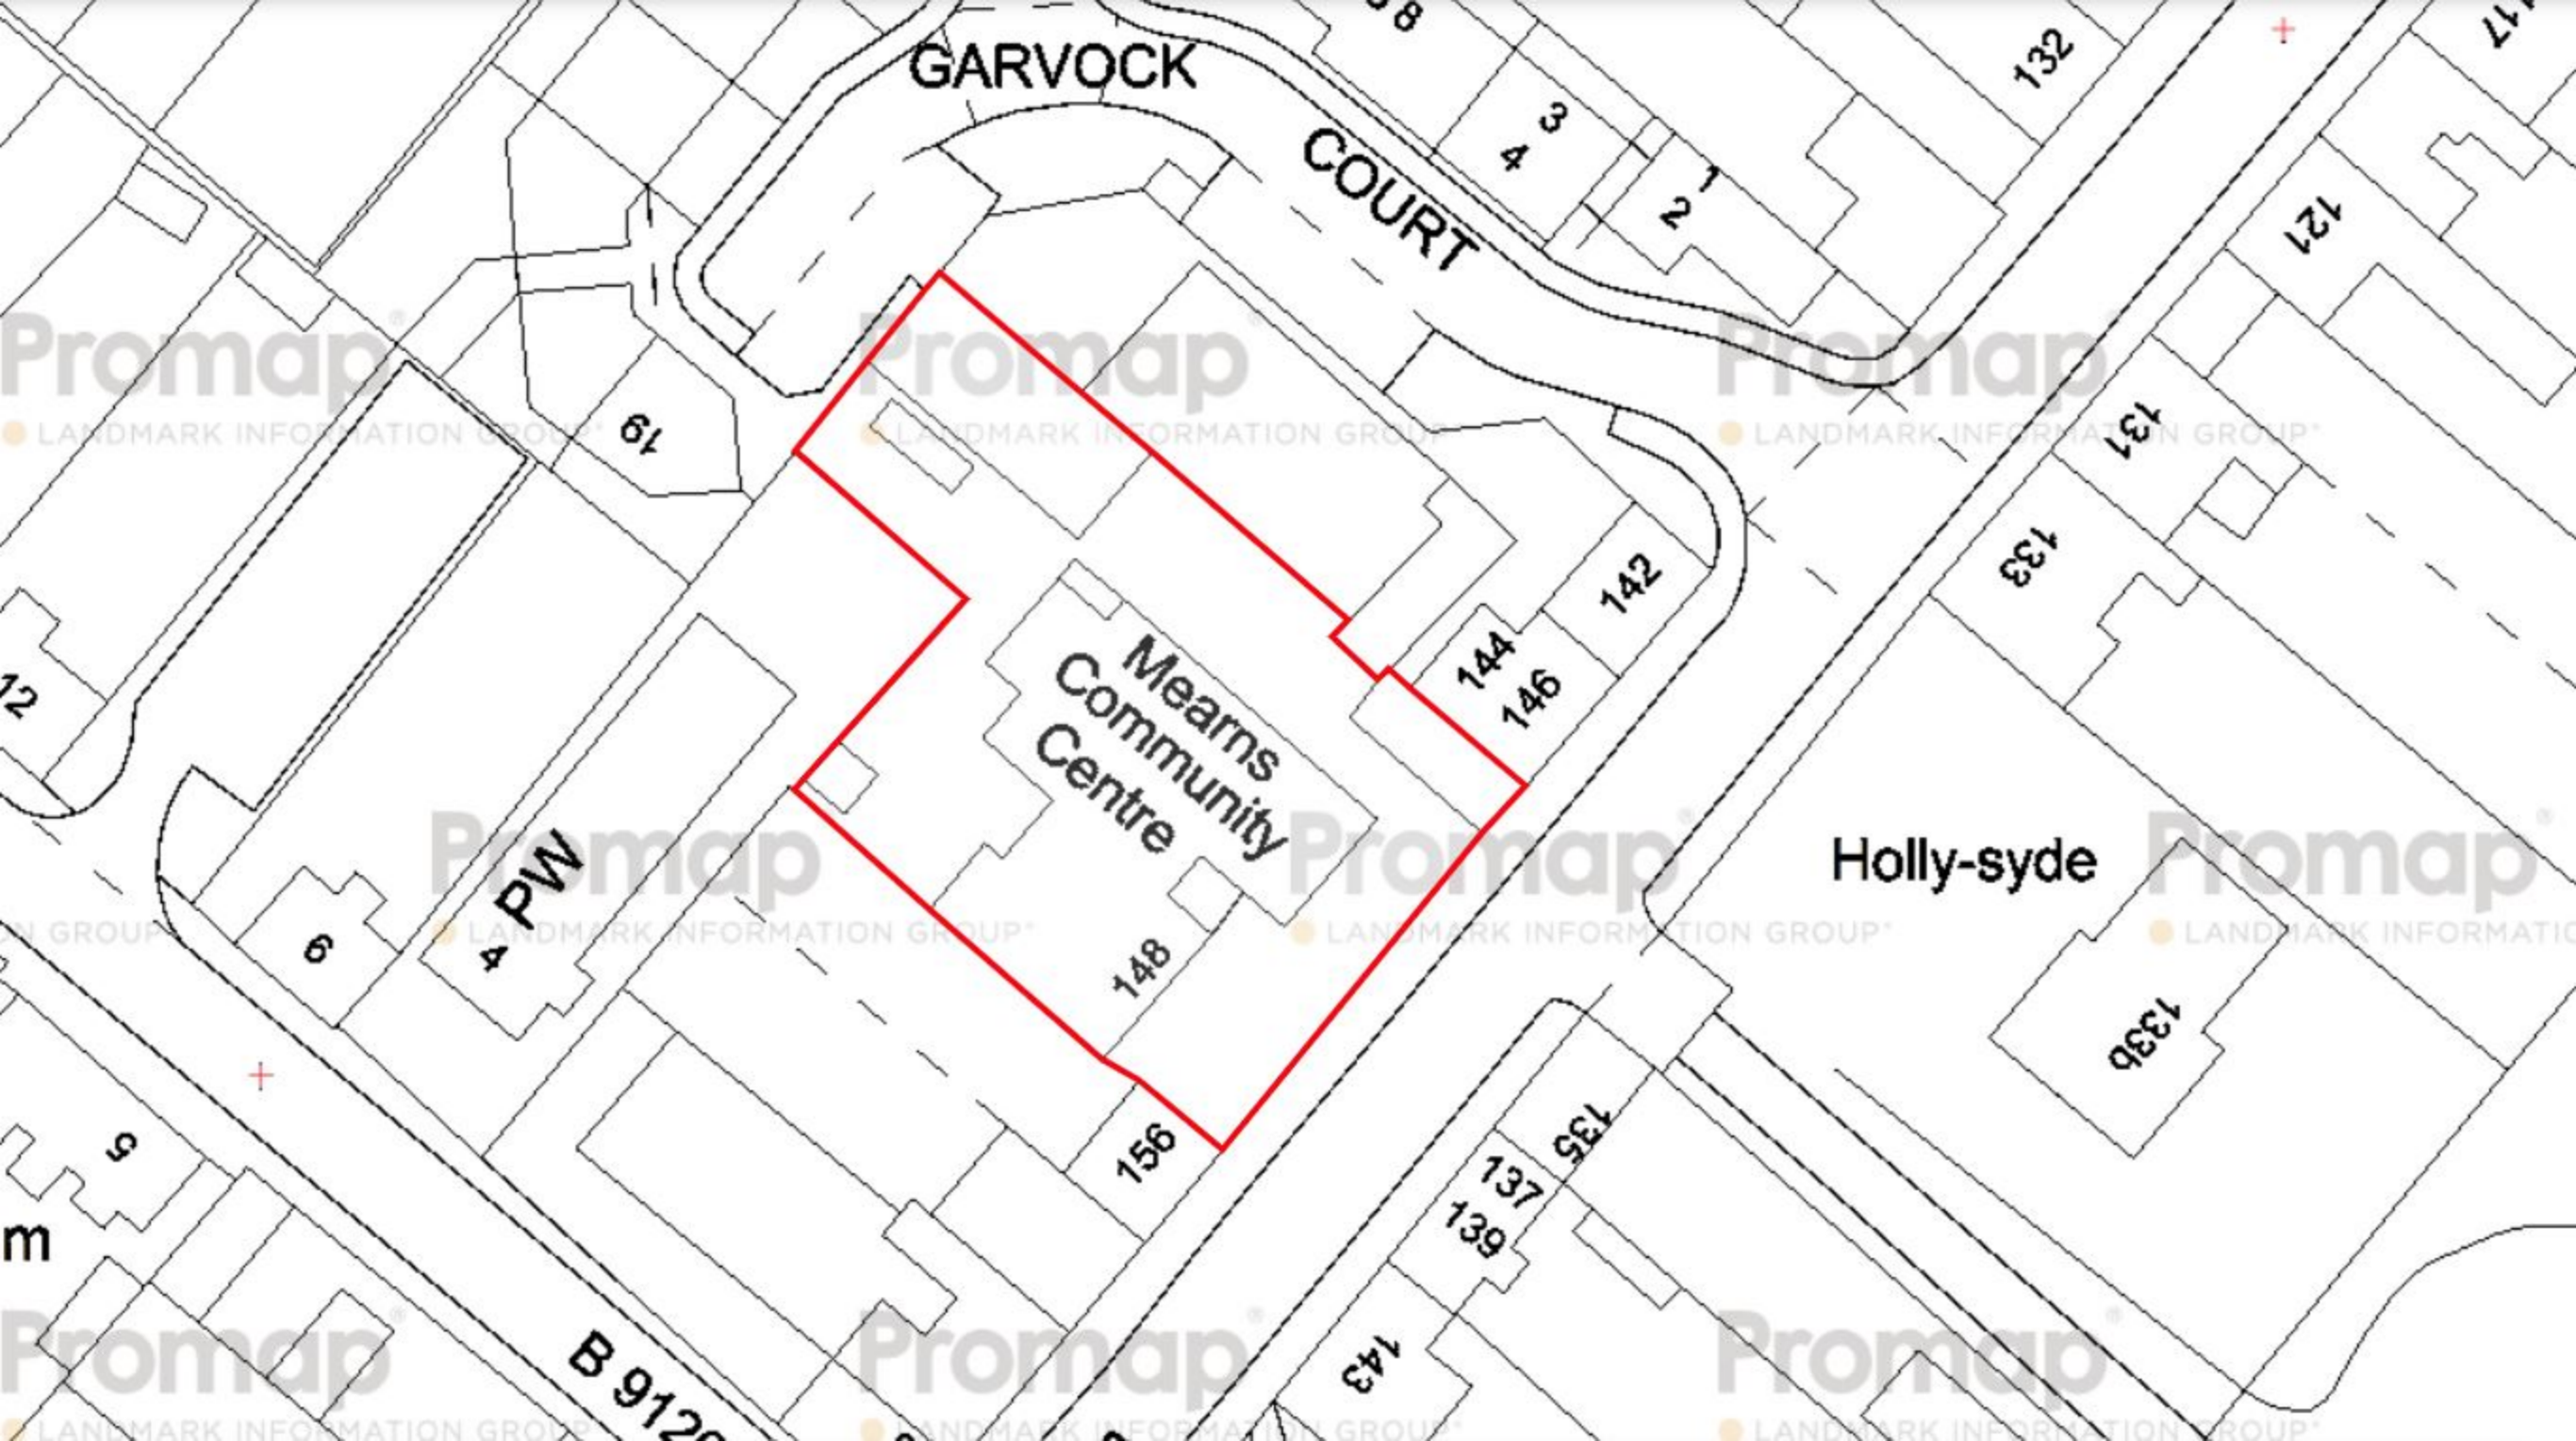 8
GARVOCK
COURT
3
4
1
2
132
117
121
131
133
19
142
144
146
12
Mearns
Community
Centre
148
PW
4
6
Holly-syde
133b
156
135
137
139
143
5
m
B 9120
Promap®
LANDMARK INFORMATION GROUP®
Promap®
LANDMARK INFORMATION GROUP
Promap
LANDMARK INFORMATION GROUP®
ON GROUP
Promap
LANDMARK INFORMATION GROUP®
Promap®
LANDMARK INFORMATION GROUP®
Promap®
LANDMARK INFORMATIO
Promap®
LANDMARK INFORMATION GROUP
Promap®
LANDMARK INFORMATION GROUP®
Promap®
LANDMARK INFORMATION GROUP®